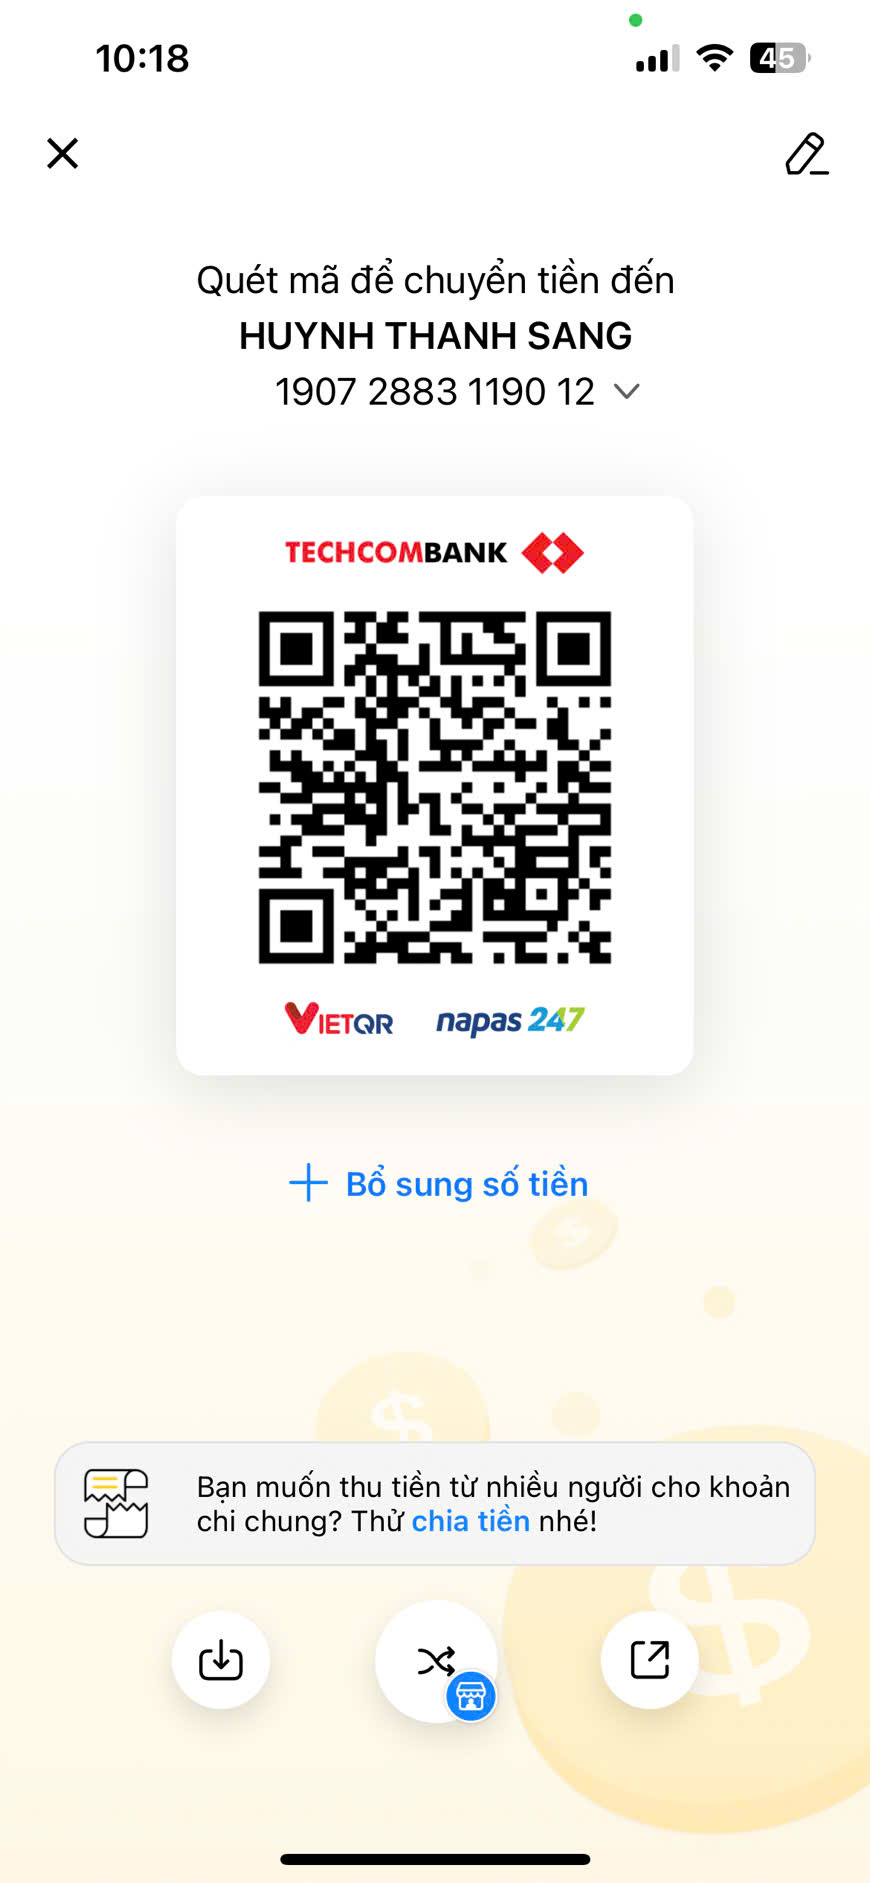 10:18
45
Quét mã để chuyển tiền đến
HUYNH THANH SANG
1907 2883 1190 12
TECHCOMBANK
VIETQR
napas 247
Bổ sung số tiền
Bạn muốn thu tiền từ nhiều người cho khoản
chi chung? Thử chia tiền nhé!